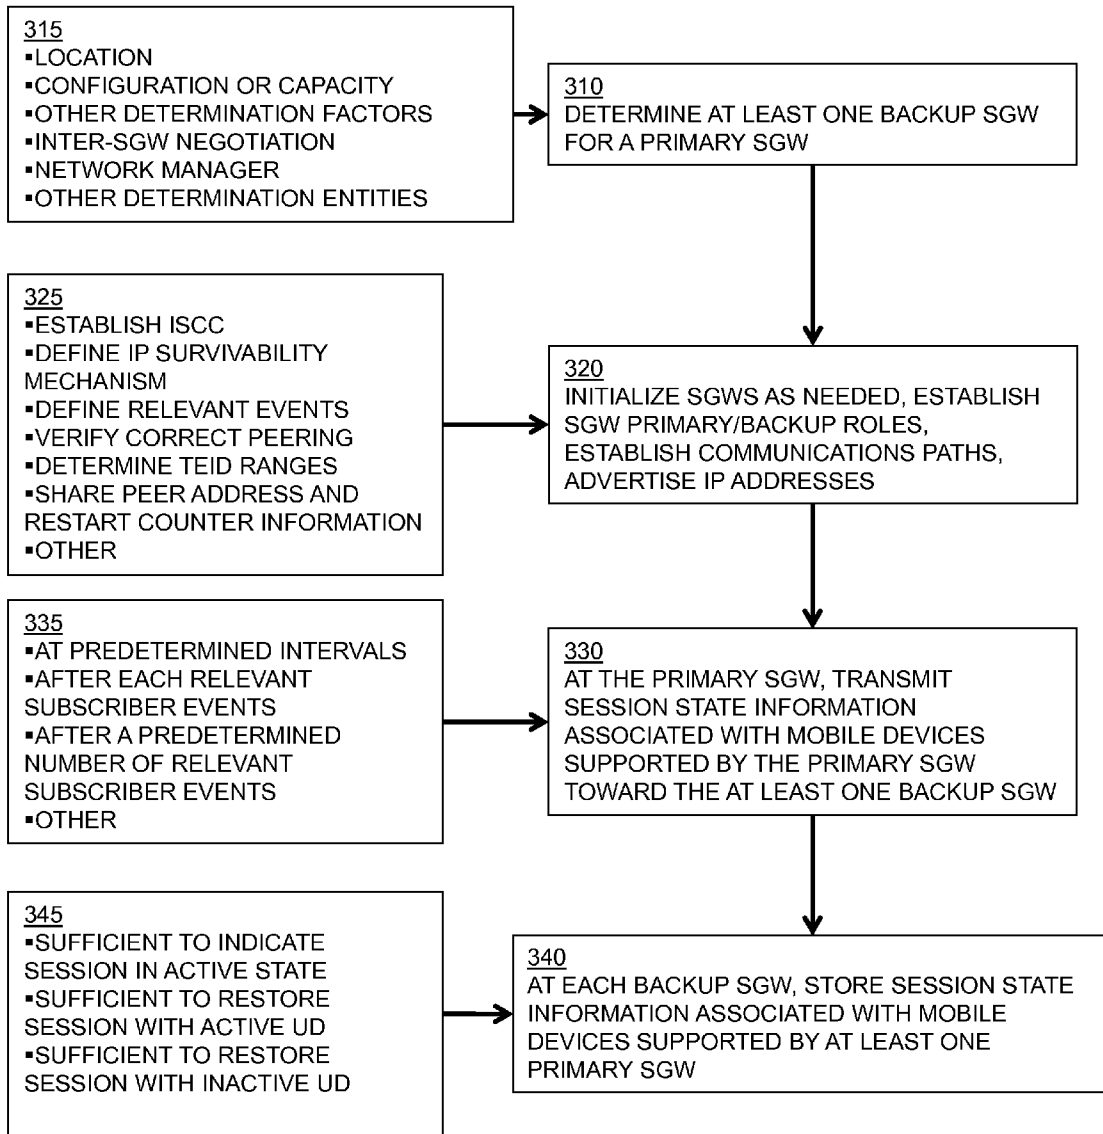 315
▪LOCATION
▪CONFIGURATION OR CAPACITY
▪OTHER DETERMINATION FACTORS
▪INTER-SGW NEGOTIATION
▪NETWORK MANAGER
▪OTHER DETERMINATION ENTITIES
310
DETERMINE AT LEAST ONE BACKUP SGW
FOR A PRIMARY SGW
325
▪ESTABLISH ISCC
▪DEFINE IP SURVIVABILITY
MECHANISM
▪DEFINE RELEVANT EVENTS
▪VERIFY CORRECT PEERING
▪DETERMINE TEID RANGES
▪SHARE PEER ADDRESS AND
RESTART COUNTER INFORMATION
▪OTHER
320
INITIALIZE SGWS AS NEEDED, ESTABLISH
SGW PRIMARY/BACKUP ROLES,
ESTABLISH COMMUNICATIONS PATHS,
ADVERTISE IP ADDRESSES
335
▪AT PREDETERMINED INTERVALS
▪AFTER EACH RELEVANT
SUBSCRIBER EVENTS
▪AFTER A PREDETERMINED
NUMBER OF RELEVANT
SUBSCRIBER EVENTS
▪OTHER
330
AT THE PRIMARY SGW, TRANSMIT
SESSION STATE INFORMATION
ASSOCIATED WITH MOBILE DEVICES
SUPPORTED BY THE PRIMARY SGW
TOWARD THE AT LEAST ONE BACKUP SGW
345
▪SUFFICIENT TO INDICATE
SESSION IN ACTIVE STATE
▪SUFFICIENT TO RESTORE
SESSION WITH ACTIVE UD
▪SUFFICIENT TO RESTORE
SESSION WITH INACTIVE UD
340
AT EACH BACKUP SGW, STORE SESSION STATE
INFORMATION ASSOCIATED WITH MOBILE
DEVICES SUPPORTED BY AT LEAST ONE
PRIMARY SGW